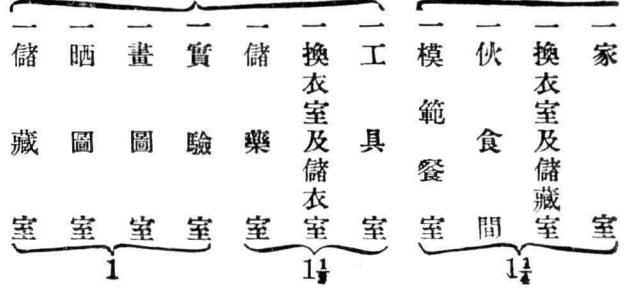 一家室
一換衣室及儲藏室
一伙食間
一模範餐室
1¼
一工具室
一換衣室及儲衣室
一儲藥室
1½
一實驗室
一畫圖室
一晒圖室
一儲藏室
1